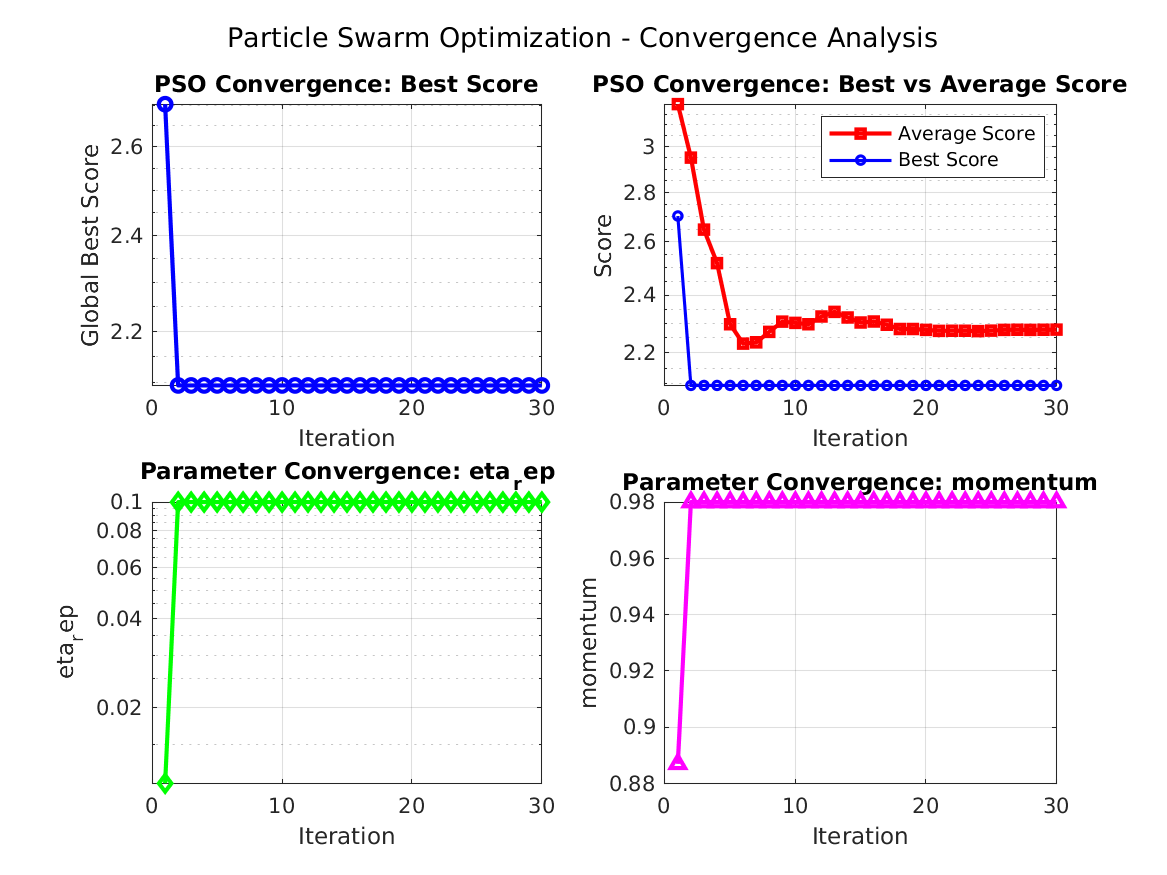 Particle Swarm Optimization - Convergence Analysis
PSO Convergence: Best Score
Global Best Score
2.6
2.4
2.2
0 10 20 30
Iteration
PSO Convergence: Best vs Average Score
Average Score
Best Score
Score
3
2.8
2.6
2.4
2.2
0 10 20 30
Iteration
Parameter Convergence: eta_rep
eta_rep
0.1
0.08
0.06
0.04
0.02
0 10 20 30
Iteration
Parameter Convergence: momentum
momentum
0.98
0.96
0.94
0.92
0.9
0.88
0 10 20 30
Iteration